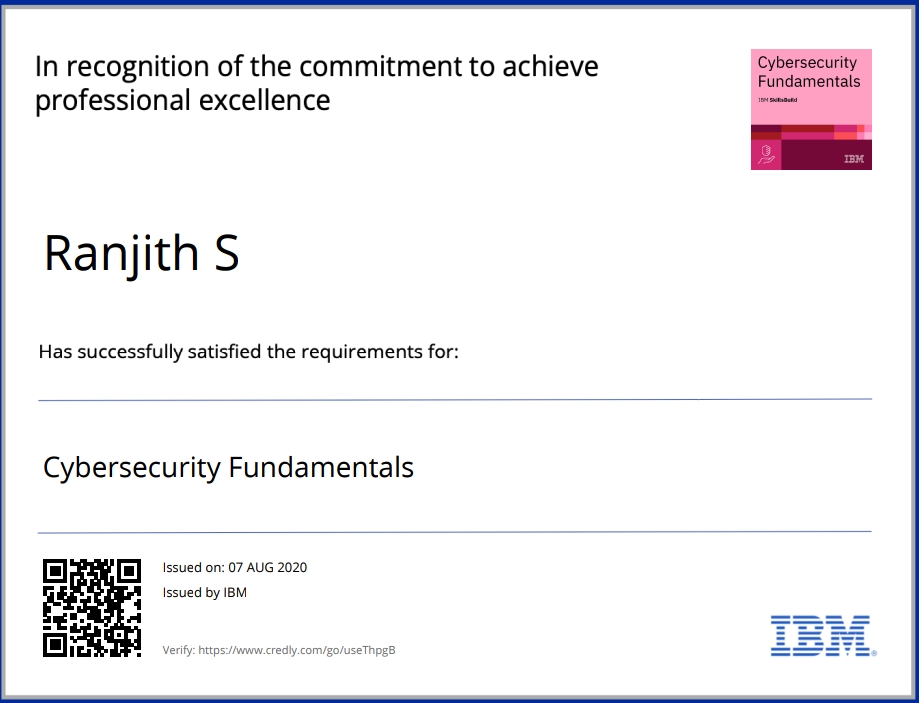 In recognition of the commitment to achieve
professional excellence
Cybersecurity
Fundamentals
IBM SkillsBuild
IBM
Ranjith S
Has successfully satisfied the requirements for:
Cybersecurity Fundamentals
Issued on: 07 AUG 2020
Issued by IBM
Verify: https://www.credly.com/go/useThpgB
IBM®